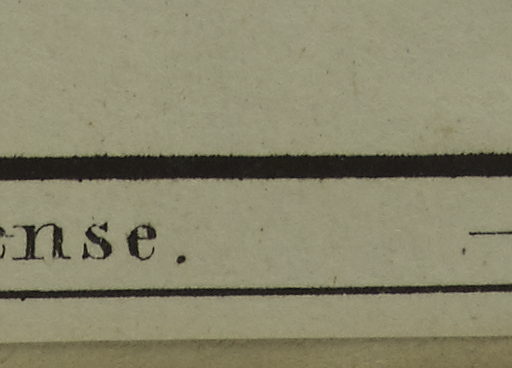 ense. —